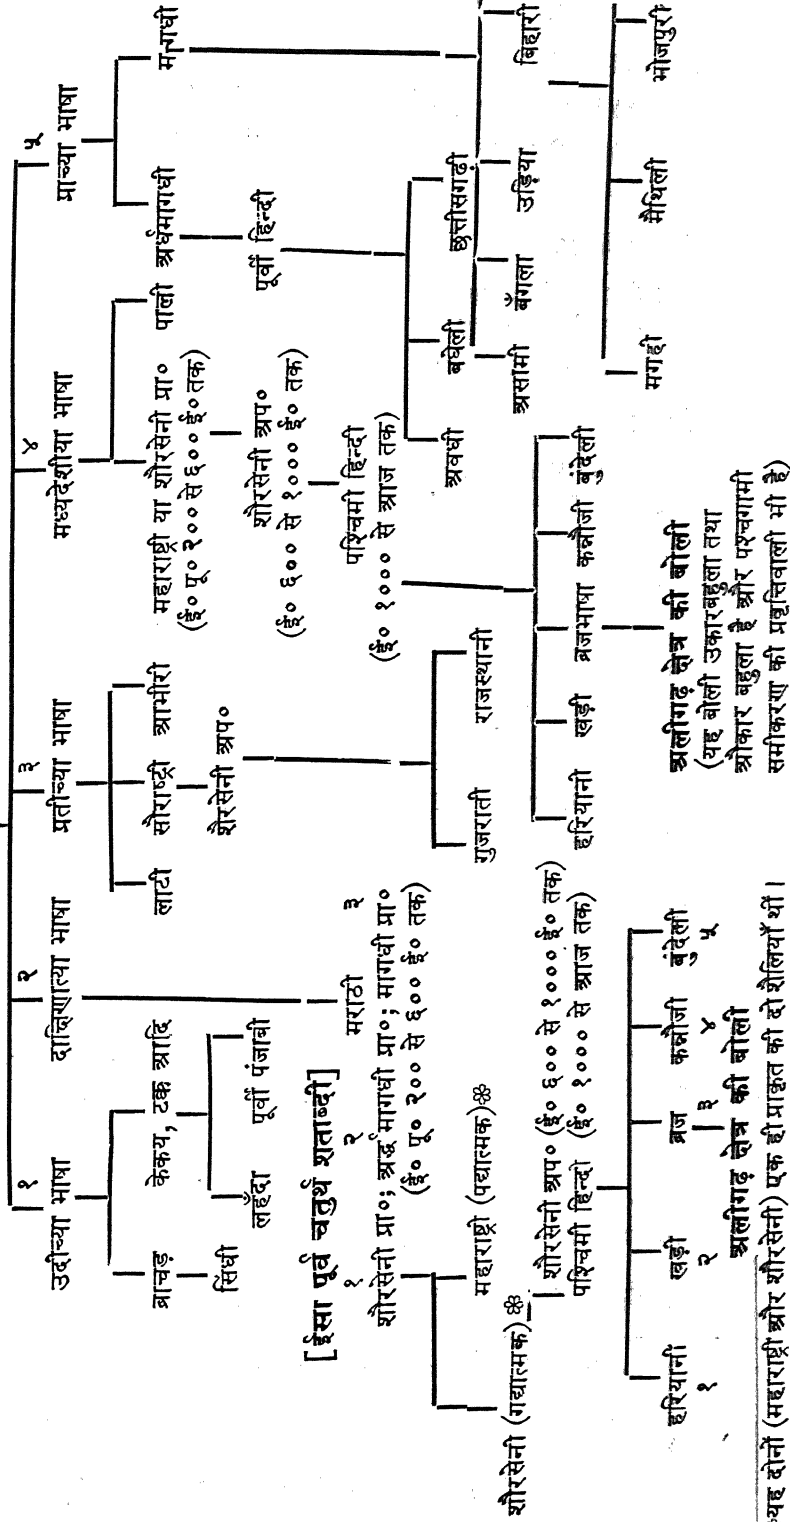 १ २ ३ ४ ५
उदीच्या भाषा दाक्षिणात्या भाषा प्रतीच्या भाषा मध्यदेशीया भाषा प्राच्या भाषा
ब्राचड़ केकय, टक्क आदि लाटी सौराष्ट्री आभीरी महाराष्ट्री या शौरसेनी प्रा० पाली अर्धमागधी मागधी
(ई० पू० २०० से ६०० ई० तक)
सिंधी शौरसेनी अप० शौरसेनी अप० पूर्वी हिन्दी
लहँदा पूर्वी पंजाबी (ई० ६०० से १००० ई० तक)
मराठी पश्चिमी हिन्दी
(ई० १००० से आज तक)
गुजराती राजस्थानी अवधी बघेली छत्तीसगढ़ी
असामी बँगला उड़िया बिहारी
हरियानी खड़ी ब्रजभाषा कन्नौजी बुंदेली
मगही मैथिली भोजपुरी
अलीगढ़ क्षेत्र की बोली
(यह बोली उकारबहुला तथा
औकार बहुला है और पश्चगामी
समीकरण की प्रवृत्तिवाली भी है)
[ईसा पूर्व चतुर्थ शताब्दी]
१ २ ३
शौरसेनी प्रा०; अर्द्ध मागधी प्रा०; मागधी प्रा०
(ई० पू० २०० से ६०० ई० तक)
महाराष्ट्री (पद्यात्मक)❀
शौरसेनी (गद्यात्मक)❀
शौरसेनी अप० (ई० ६०० से १००० ई० तक)
पश्चिमी हिन्दी (ई० १००० से आज तक)
हरियानी खड़ी ब्रज कन्नौजी बुंदेली
१ २ ३ ४ ५
अलीगढ़ क्षेत्र की बोली
यह दोनों (महाराष्ट्री और शौरसेनी) एक ही प्राकृत की दो शैलियाँ थीं।